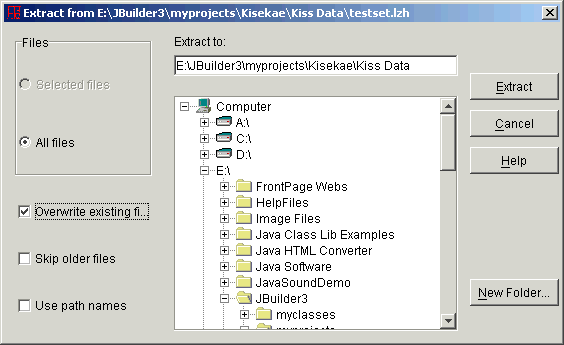 Extract from E:\JBuilder3\myprojects\Kisekae\Kiss Data\testset.lzh
Files
Selected files
All files
Overwrite existing fi...
Skip older files
Use path names
Extract to:
E:\JBuilder3\myprojects\Kisekae\Kiss Data
Computer
A:\
C:\
D:\
E:\
FrontPage Webs
HelpFiles
Image Files
Java Class Lib Examples
Java HTML Converter
Java Software
JavaSoundDemo
JBuilder3
myclasses
myprojects
Extract
Cancel
Help
New Folder...